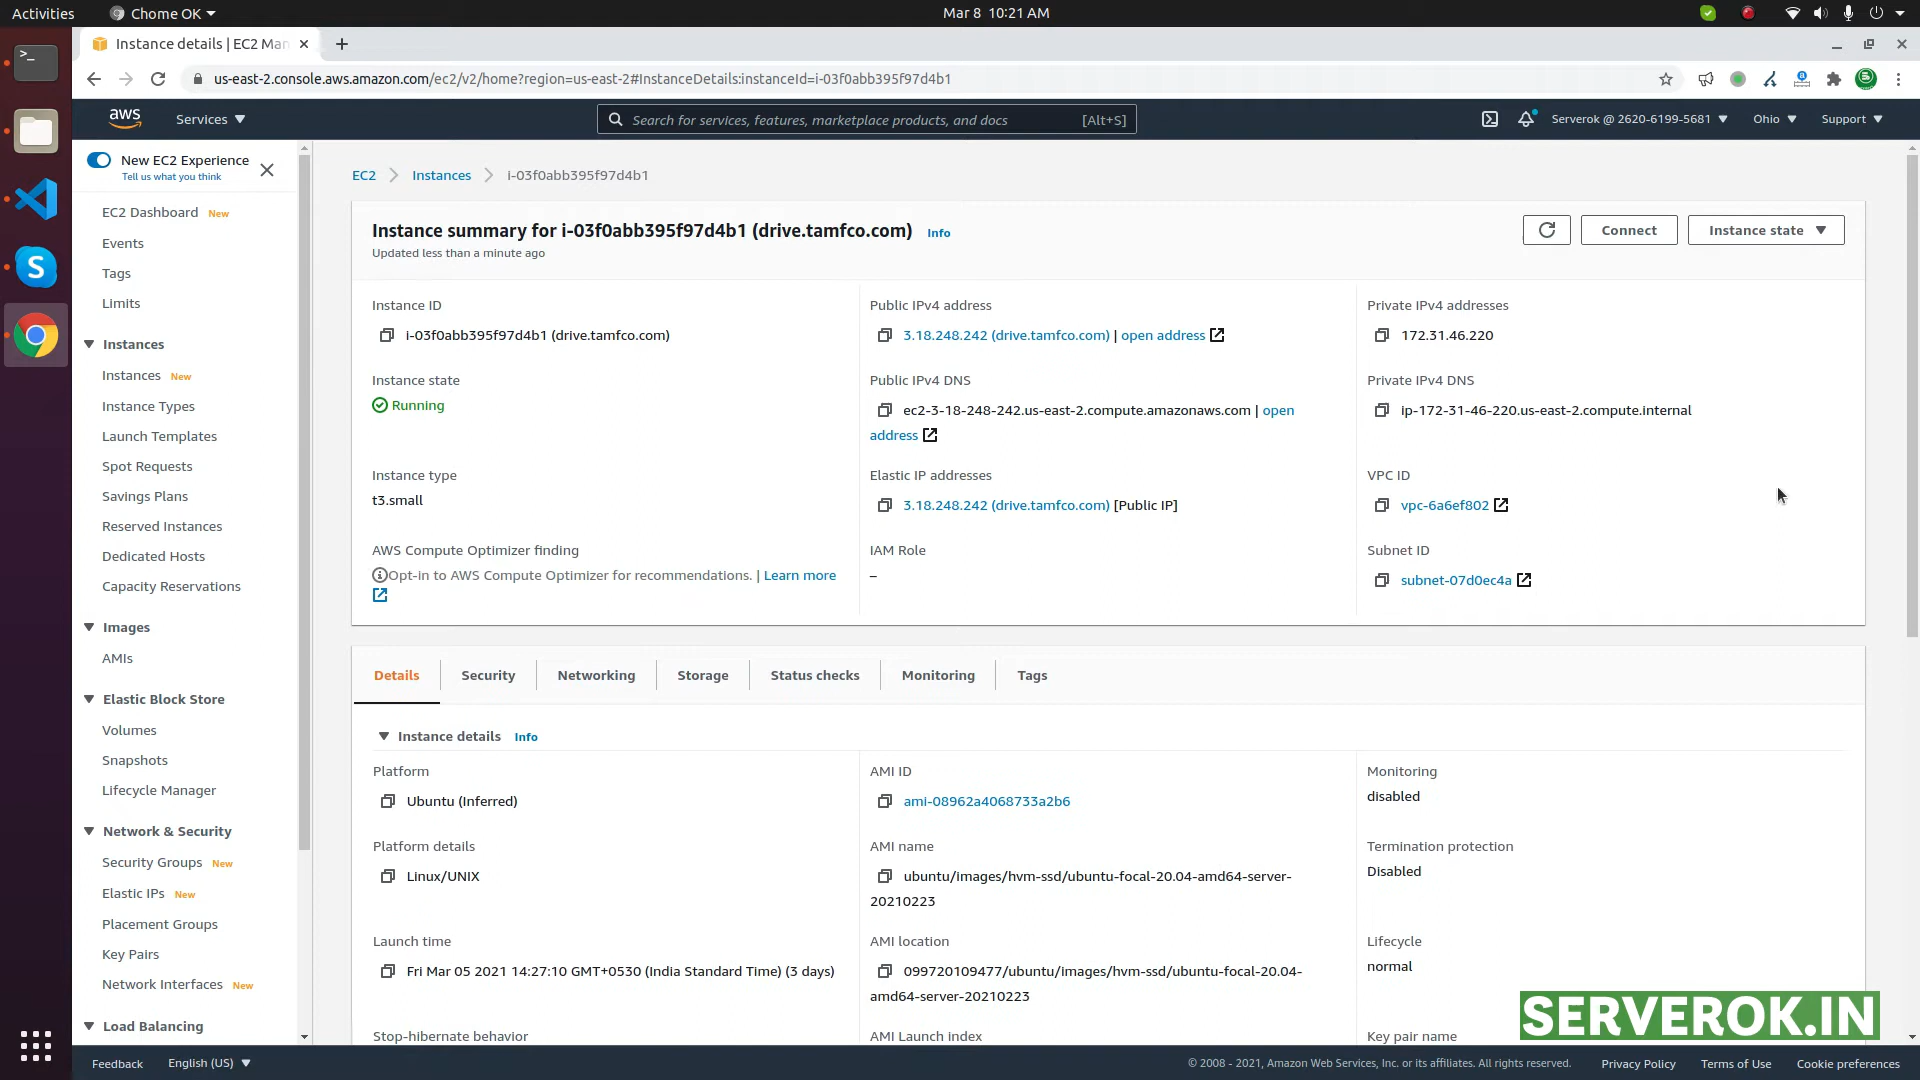 Activities
Chome OK
Mar 8 10:21 AM
Instance details | EC2 Man
us-east-2.console.aws.amazon.com/ec2/v2/home?region=us-east-2#InstanceDetails:instanceId=i-03f0abb395f97d4b1
aws
Services
Search for services, features, marketplace products, and docs
[Alt+S]
Serverok @ 2620-6199-5681
Ohio
Support
New EC2 Experience
Tell us what you think
EC2 Dashboard New
Events
Tags
Limits
Instances
Instances New
Instance Types
Launch Templates
Spot Requests
Savings Plans
Reserved Instances
Dedicated Hosts
Capacity Reservations
Images
AMIs
Elastic Block Store
Volumes
Snapshots
Lifecycle Manager
Network & Security
Security Groups New
Elastic IPs New
Placement Groups
Key Pairs
Network Interfaces New
Load Balancing
EC2 > Instances > i-03f0abb395f97d4b1
Instance summary for i-03f0abb395f97d4b1 (drive.tamfco.com) Info
Updated less than a minute ago
Connect
Instance state
Instance ID
i-03f0abb395f97d4b1 (drive.tamfco.com)
Public IPv4 address
3.18.248.242 (drive.tamfco.com) | open address
Private IPv4 addresses
172.31.46.220
Instance state
Running
Public IPv4 DNS
ec2-3-18-248-242.us-east-2.compute.amazonaws.com | open
address
Private IPv4 DNS
ip-172-31-46-220.us-east-2.compute.internal
Instance type
t3.small
Elastic IP addresses
3.18.248.242 (drive.tamfco.com) [Public IP]
VPC ID
vpc-6a6ef802
AWS Compute Optimizer finding
Opt-in to AWS Compute Optimizer for recommendations. | Learn more
IAM Role
–
Subnet ID
subnet-07d0ec4a
Details
Security
Networking
Storage
Status checks
Monitoring
Tags
Instance details Info
Platform
Ubuntu (Inferred)
AMI ID
ami-08962a4068733a2b6
Monitoring
disabled
Platform details
Linux/UNIX
AMI name
ubuntu/images/hvm-ssd/ubuntu-focal-20.04-amd64-server-
20210223
Termination protection
Disabled
Launch time
Fri Mar 05 2021 14:27:10 GMT+0530 (India Standard Time) (3 days)
AMI location
099720109477/ubuntu/images/hvm-ssd/ubuntu-focal-20.04-
amd64-server-20210223
Lifecycle
normal
Stop-hibernate behavior
AMI Launch index
Key pair name
SERVEROK.IN
Feedback
English (US)
© 2008 - 2021, Amazon Web Services, Inc. or its affiliates. All rights reserved.
Privacy Policy
Terms of Use
Cookie preferences